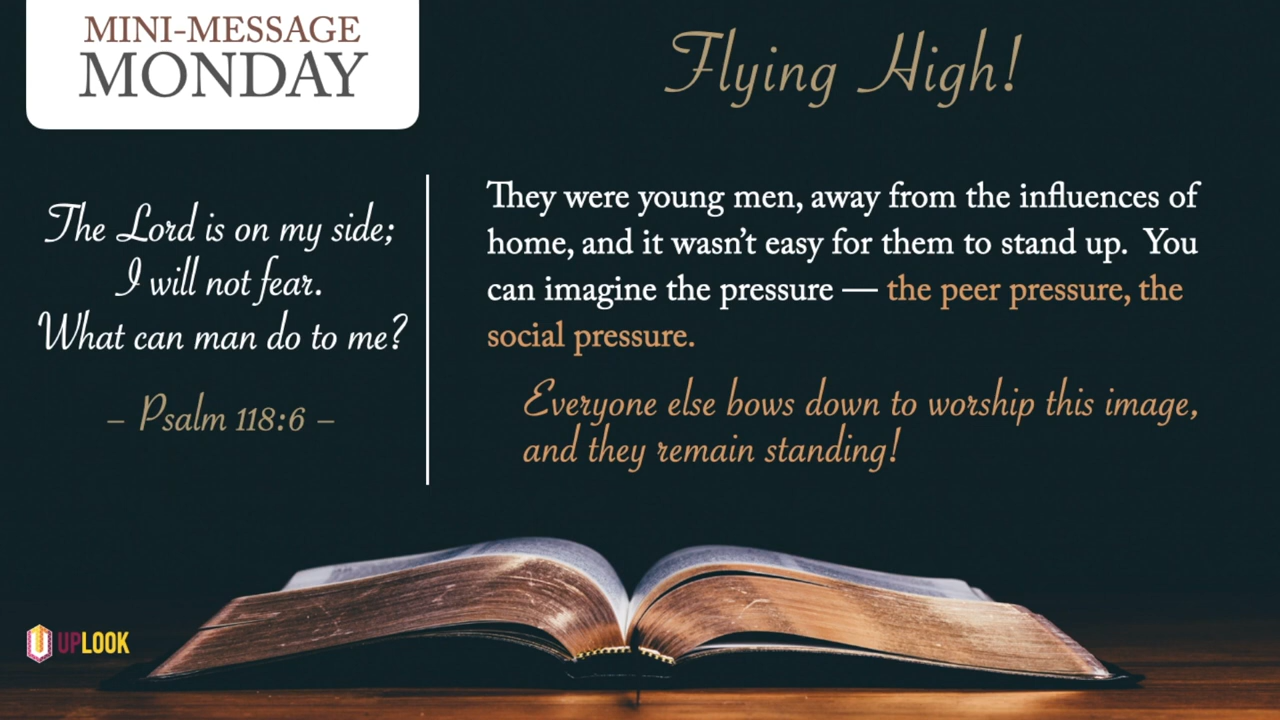 MINI-MESSAGE
MONDAY
Flying High!
The Lord is on my side;
I will not fear.
What can man do to me?
– Psalm 118:6 –
They were young men, away from the influences of
home, and it wasn’t easy for them to stand up.  You
can imagine the pressure — the peer pressure, the
social pressure.
Everyone else bows down to worship this image,
and they remain standing!
UPLOOK